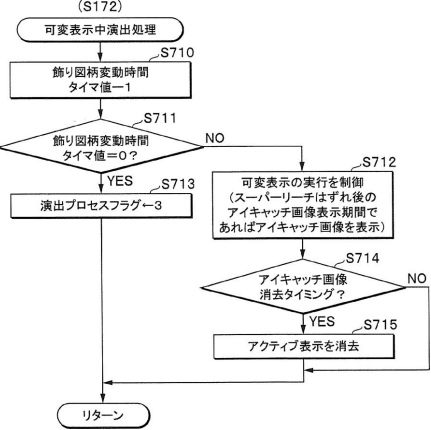 (S172)
可変表示中演出処理
S710
飾り図柄変動時間
タイマ値ー1
S711
飾り図柄変動時間
タイマ値=0?
NO
YES
S712
可変表示の実行を制御
(スーパーリーチはずれ後の
アイキャッチ画像表示期間で
あればアイキャッチ画像を表示)
S713
演出プロセスフラグ←3
S714
アイキャッチ画像
消去タイミング?
NO
YES
S715
アクティブ表示を消去
リターン